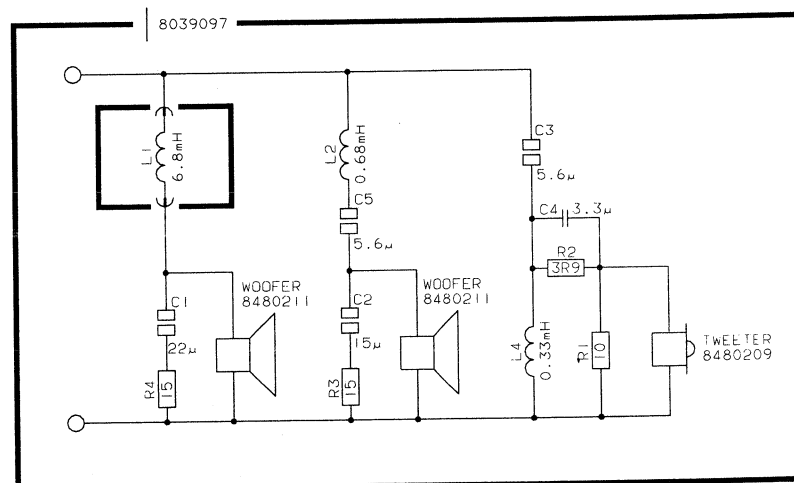 8039097
L1
6.8mH
L2
0.68mH
C3
5.6µ
C5
5.6µ
C4
3.3µ
R2
3R9
WOOFER
8480211
WOOFER
8480211
C1
22µ
C2
15µ
L4
0.33mH
R1
10
TWEETER
8480209
R4
15
R3
15